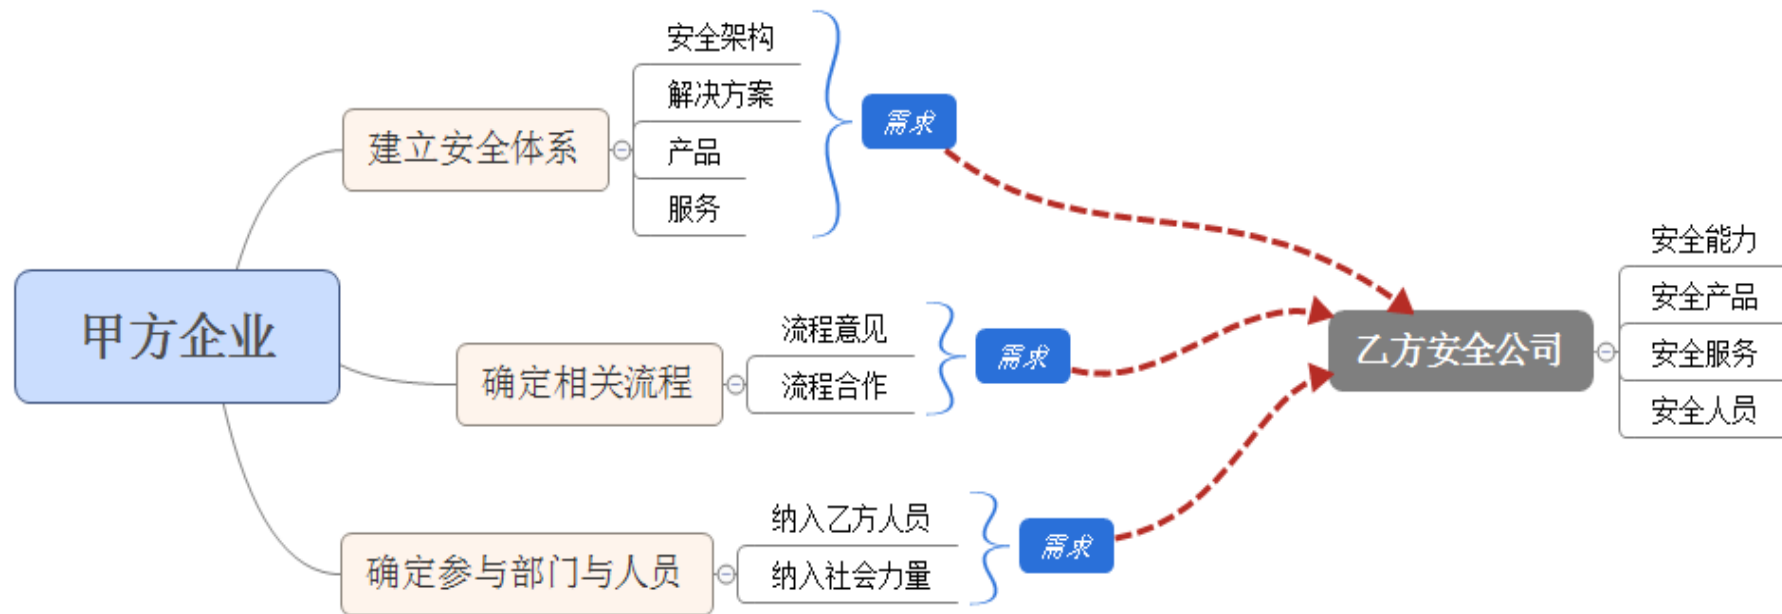 甲方企业
建立安全体系
安全架构
解决方案
产品
服务
需求
确定相关流程
流程意见
流程合作
需求
确定参与部门与人员
纳入乙方人员
纳入社会力量
需求
乙方安全公司
安全能力
安全产品
安全服务
安全人员